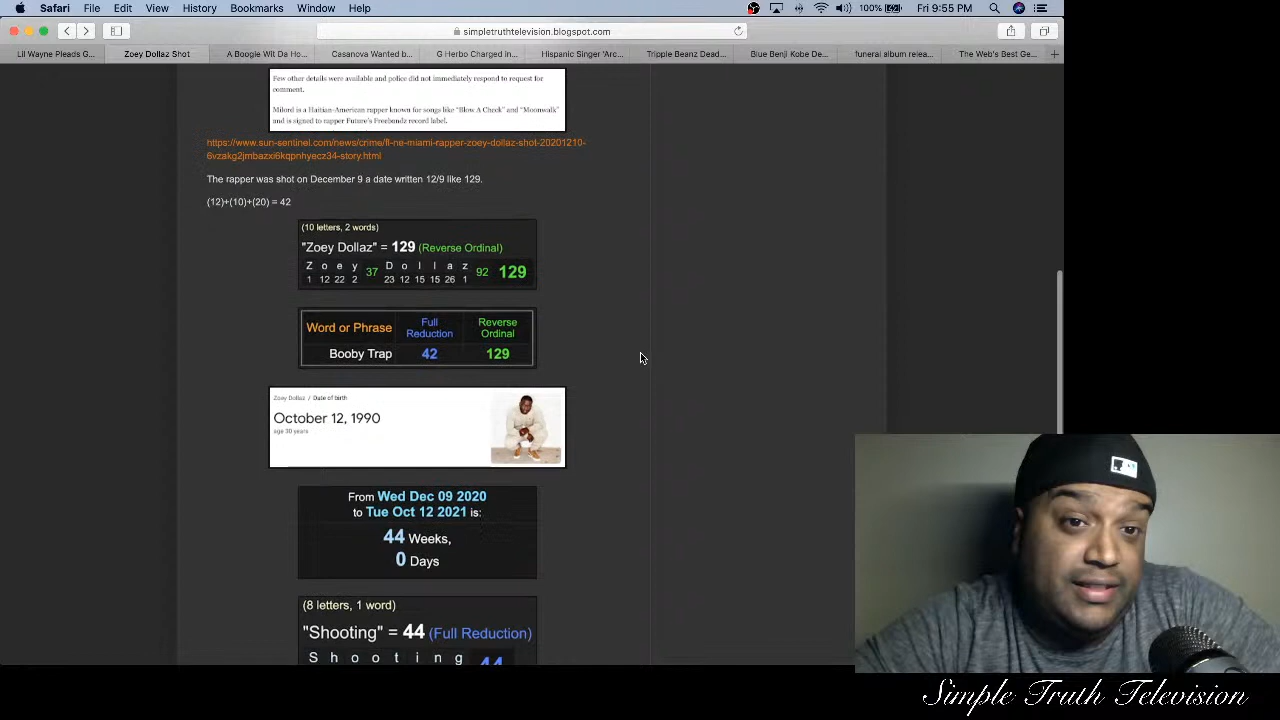 Safari File Edit View History Bookmarks Window Help
100% Fri 9:55 PM
simpletruthtelevision.blogspot.com
Lil Wayne Pleads G... Zoey Dollaz Shot A Boogie Wit Da Ho... Casanova Wanted b... G Herbo Charged In... Hispanic Singer 'Arc... Tripple Beanz Dead... Blue Benji Kobe De... funeral album relea... The Web's Best Ge...
Few other details were available and police did not immediately respond to request for
comment.
Milord is a Haitian-American rapper known for songs like "Blow A Check" and "Moonwalk"
and is signed to rapper Future's Freebandz record label.
https://www.sun-sentinel.com/news/crime/fl-ne-miami-rapper-zoey-dollaz-shot-20201210-
6vzakg2jmbazxi6kqpnhyecz34-story.html
The rapper was shot on December 9 a date written 12/9 like 129.
(12)+(10)+(20) = 42
(10 letters, 2 words)
"Zoey Dollaz" = 129 (Reverse Ordinal)
Z o e y 37 D o l l a z 92 129
1 12 22 2 23 12 15 15 26 1
Word or Phrase Full Reduction Reverse Ordinal
Booby Trap 42 129
Zoey Dollaz / Date of birth
October 12, 1990
age 30 years
From Wed Dec 09 2020
to Tue Oct 12 2021 is:
44 Weeks,
0 Days
(8 letters, 1 word)
"Shooting" = 44 (Full Reduction)
S h o o t i n g 44
Simple Truth Television